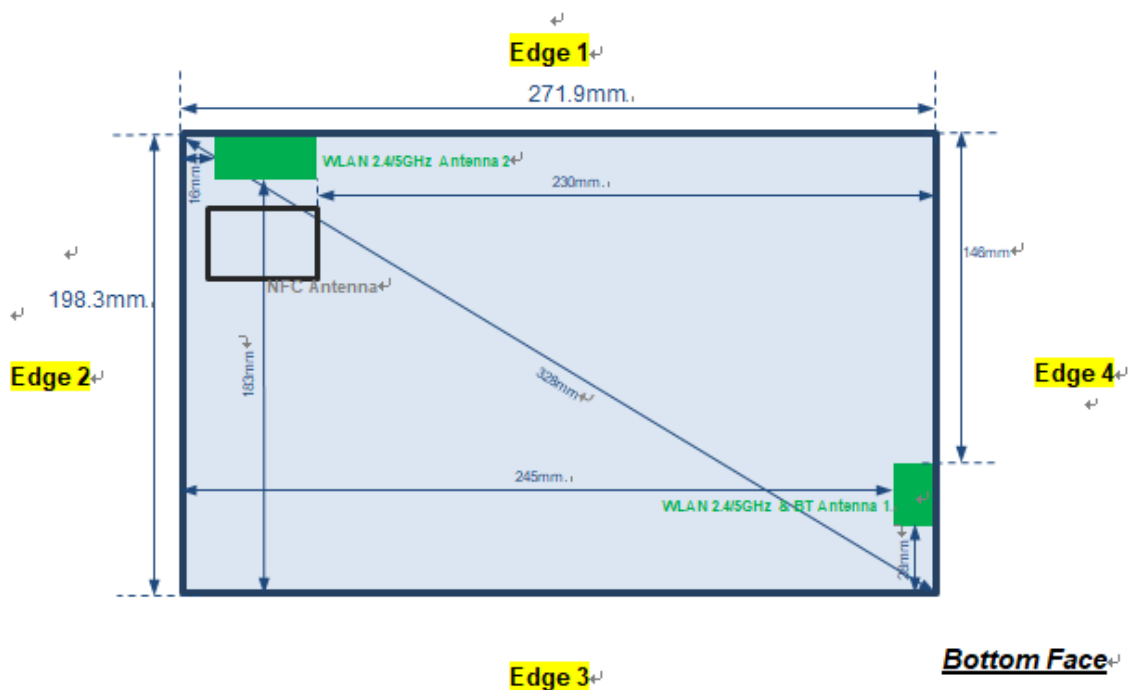 Edge 1
271.9mm.
WLAN 2.4/5GHz Antenna 2
16mm
230mm.
146mm
NFC Antenna
198.3mm.
183mm
328mm
Edge 2
Edge 4
245mm.
WLAN 2.4/5GHz & BT Antenna 1.
Bottom Face
Edge 3